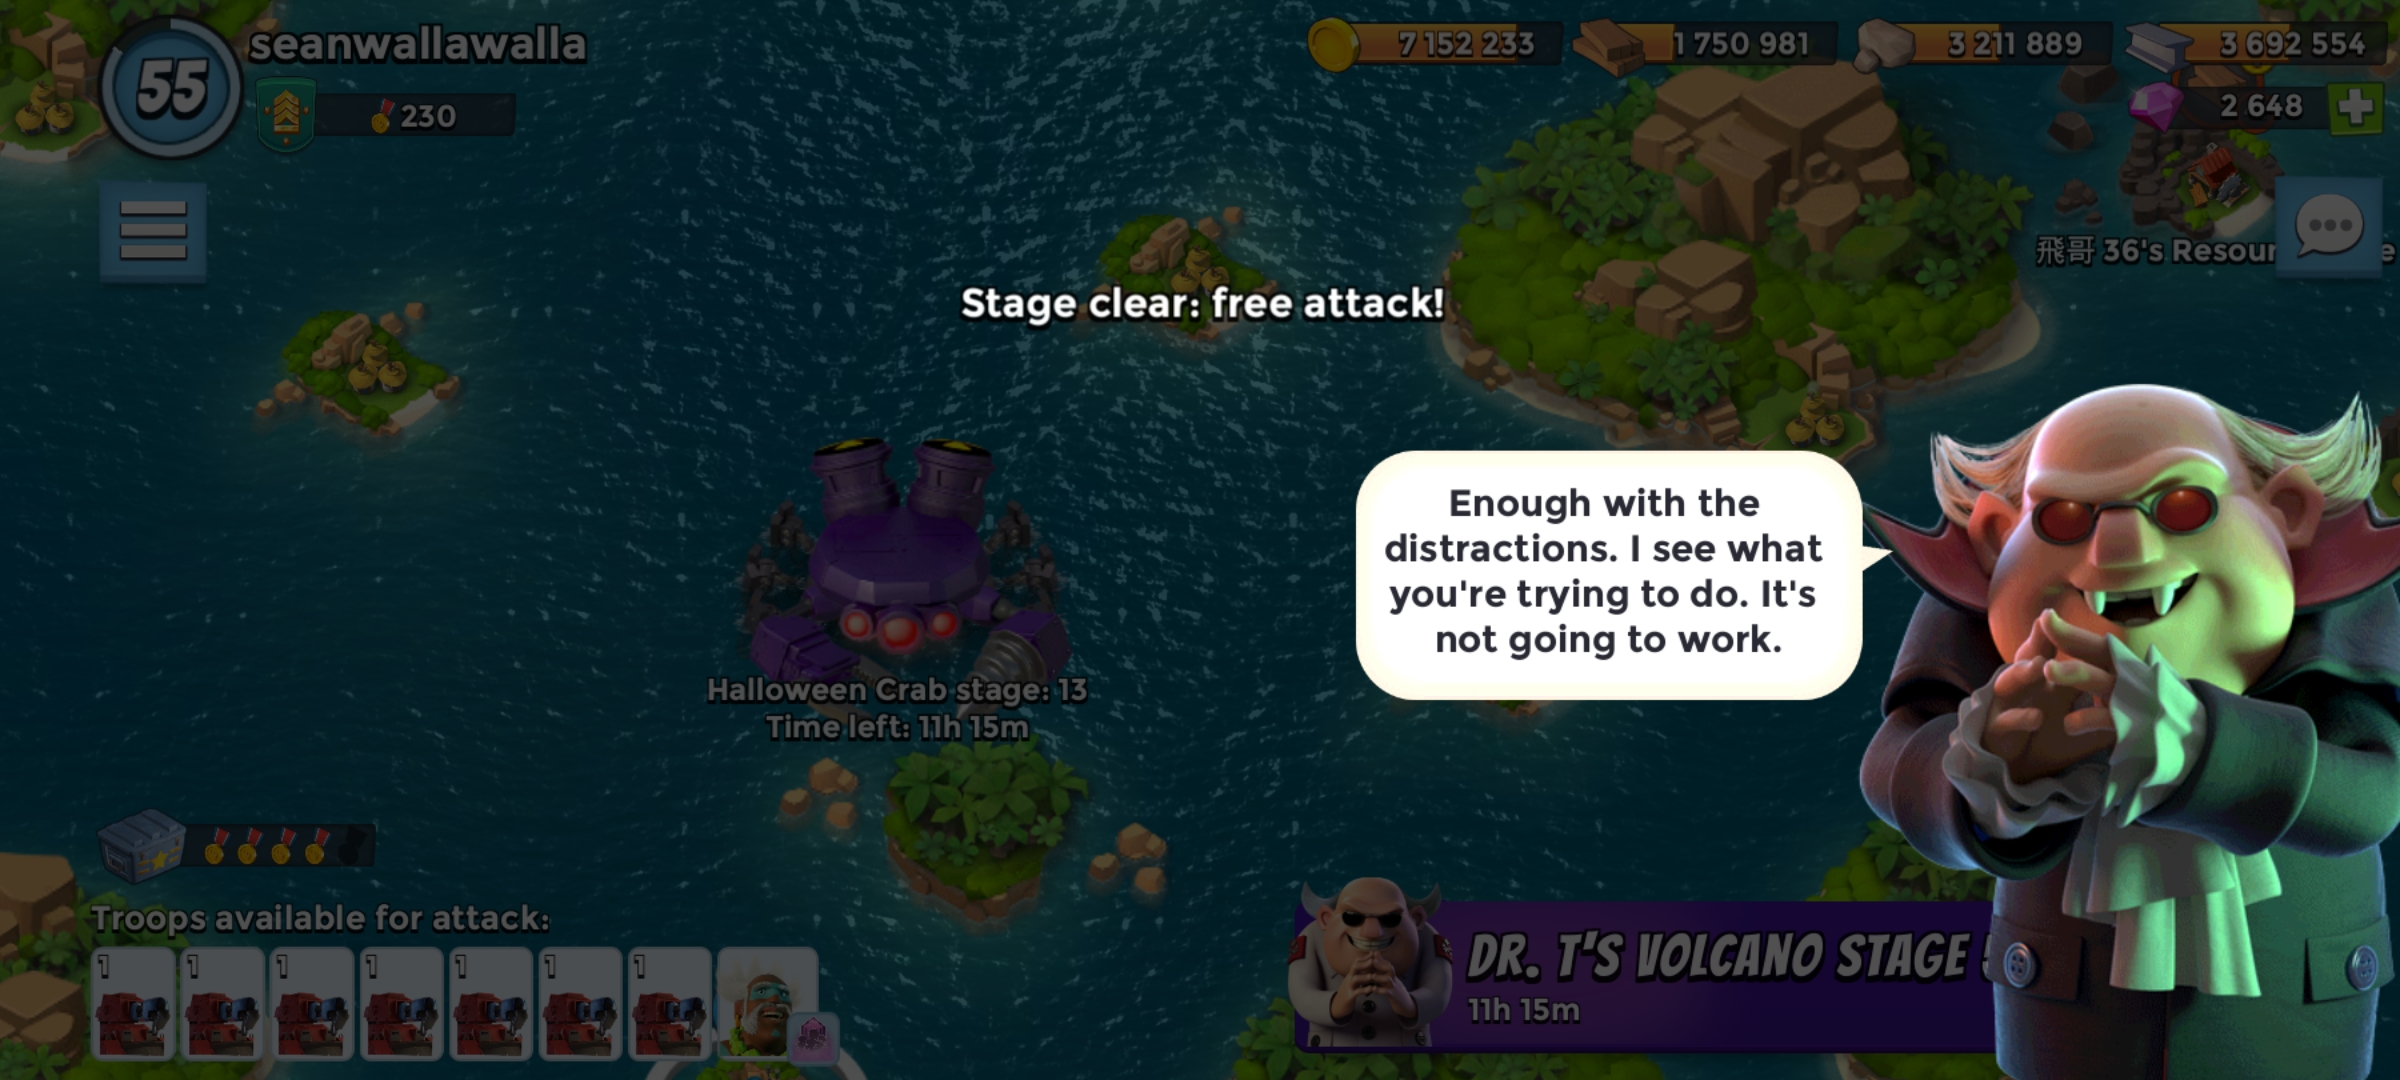 55
seanwallawalla
230
7 152 233
1 750 981
3 211 889
3 692 554
2 648
飛哥 36's Resour
Stage clear: free attack!
Enough with the
distractions. I see what
you're trying to do. It's
not going to work.
Halloween Crab stage: 13
Time left: 11h 15m
Troops available for attack:
1 1 1 1 1 1 1
DR. T'S VOLCANO STAGE
11h 15m